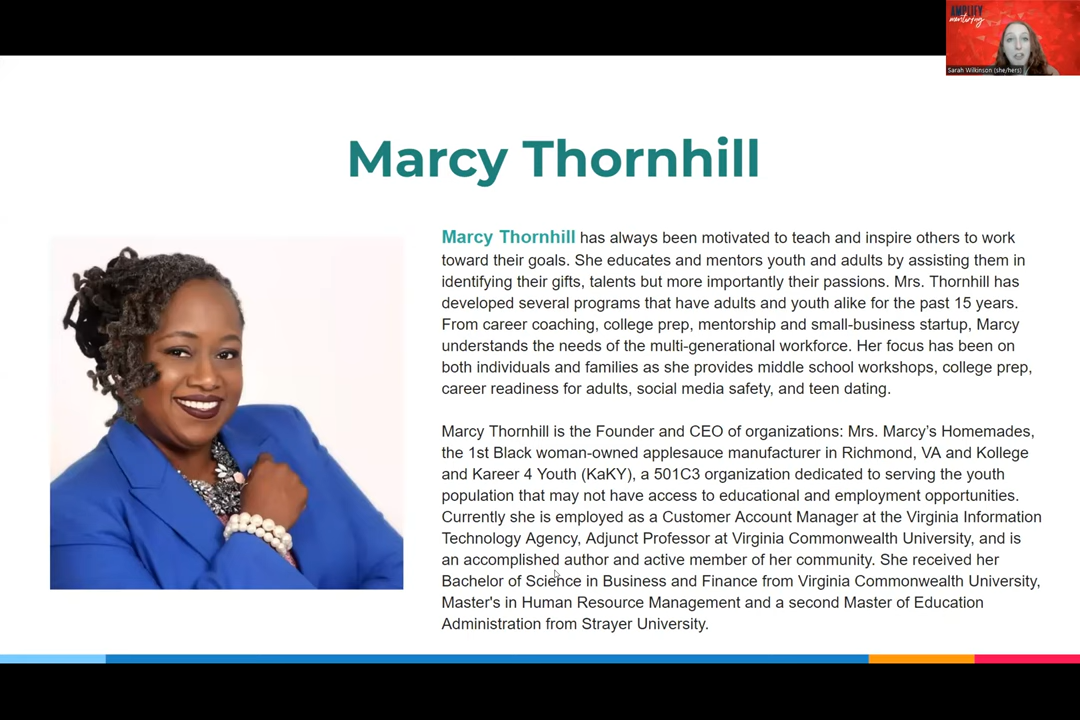 AMPLIFY
mentoring
Sarah Wilkinson (she/hers)
Marcy Thornhill
Marcy Thornhill has always been motivated to teach and inspire others to work
toward their goals. She educates and mentors youth and adults by assisting them in
identifying their gifts, talents but more importantly their passions. Mrs. Thornhill has
developed several programs that have adults and youth alike for the past 15 years.
From career coaching, college prep, mentorship and small-business startup, Marcy
understands the needs of the multi-generational workforce. Her focus has been on
both individuals and families as she provides middle school workshops, college prep,
career readiness for adults, social media safety, and teen dating.
Marcy Thornhill is the Founder and CEO of organizations: Mrs. Marcy’s Homemades,
the 1st Black woman-owned applesauce manufacturer in Richmond, VA and Kollege
and Kareer 4 Youth (KaKY), a 501C3 organization dedicated to serving the youth
population that may not have access to educational and employment opportunities.
Currently she is employed as a Customer Account Manager at the Virginia Information
Technology Agency, Adjunct Professor at Virginia Commonwealth University, and is
an accomplished author and active member of her community. She received her
Bachelor of Science in Business and Finance from Virginia Commonwealth University,
Master's in Human Resource Management and a second Master of Education
Administration from Strayer University.